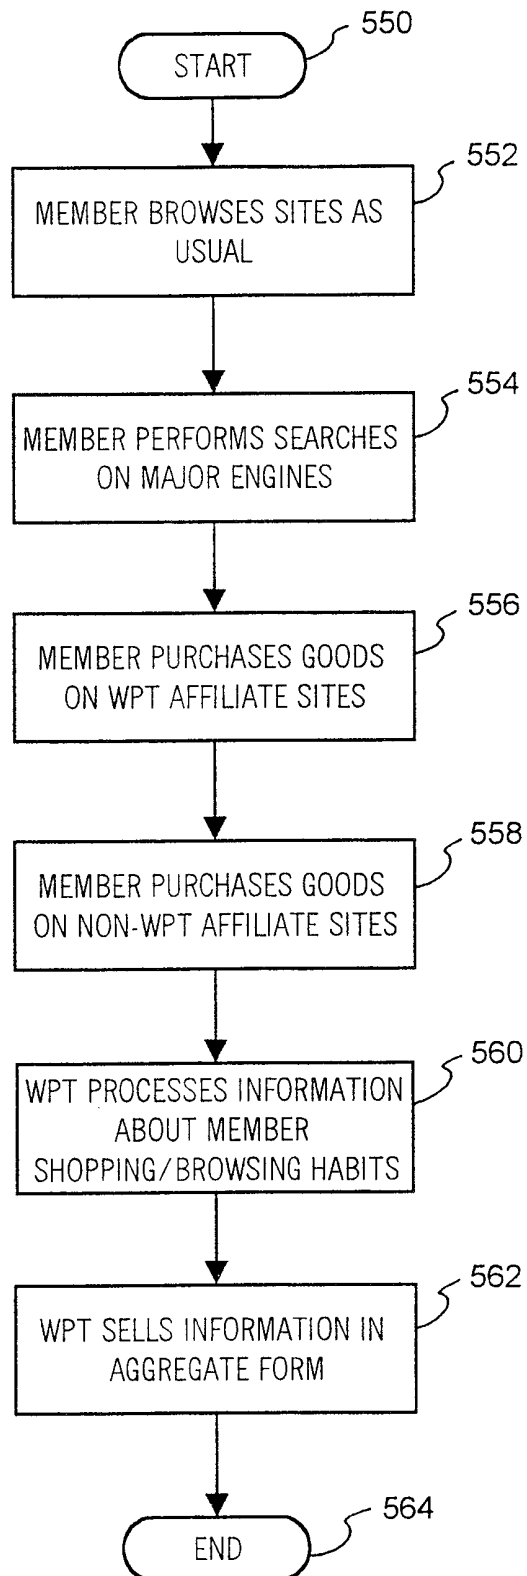 550
START
552
MEMBER BROWSES SITES AS
USUAL
554
MEMBER PERFORMS SEARCHES
ON MAJOR ENGINES
556
MEMBER PURCHASES GOODS
ON WPT AFFILIATE SITES
558
MEMBER PURCHASES GOODS
ON NON-WPT AFFILIATE SITES
560
WPT PROCESSES INFORMATION
ABOUT MEMBER
SHOPPING/BROWSING HABITS
562
WPT SELLS INFORMATION IN
AGGREGATE FORM
564
END